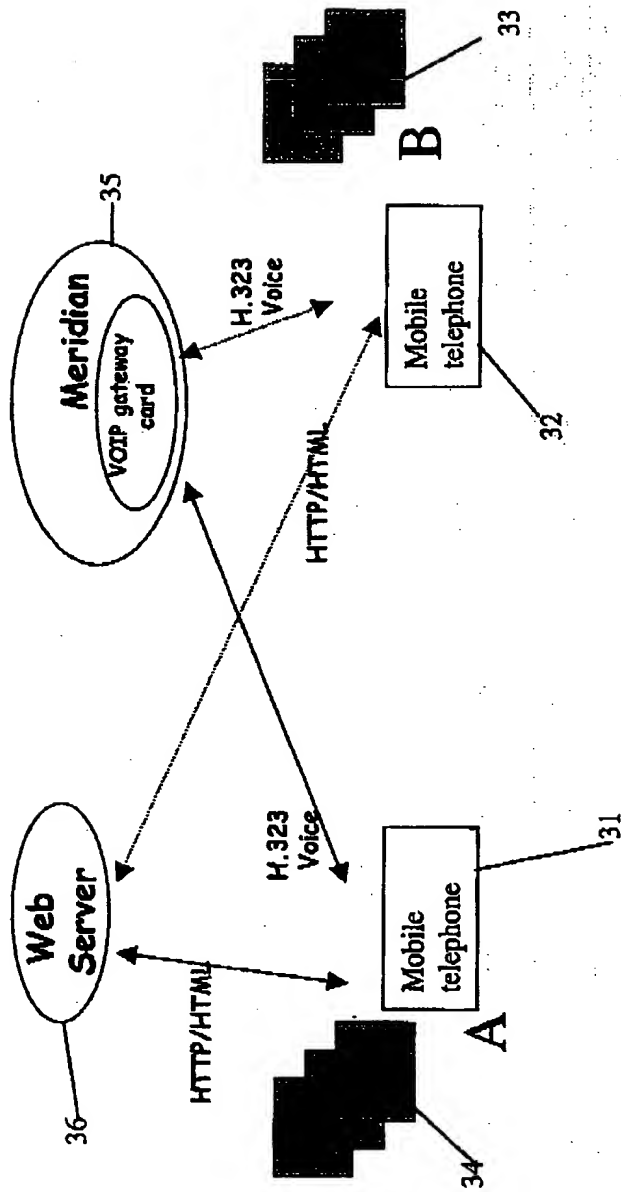 36
Web
Server
Meridian
VOIP gateway
card
35
HTTP/HTML
H.323
Voice
HTTP/HTML
H.323
Voice
34
A
Mobile
telephone
31
Mobile
telephone
32
B
33